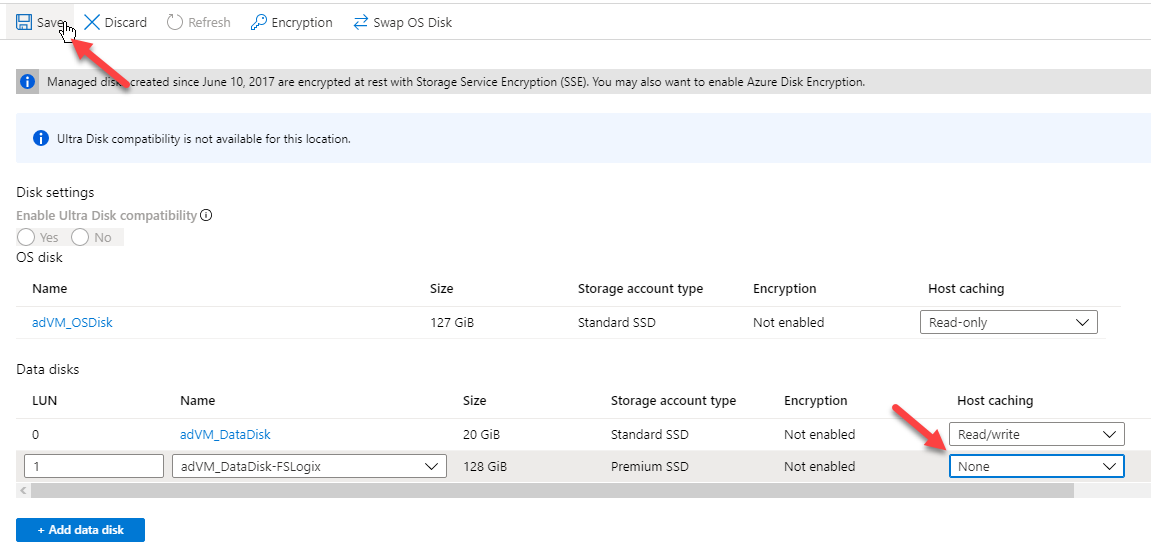 Save Discard Refresh Encryption Swap OS Disk
Managed disks created since June 10, 2017 are encrypted at rest with Storage Service Encryption (SSE). You may also want to enable Azure Disk Encryption.
Ultra Disk compatibility is not available for this location.
Disk settings
Enable Ultra Disk compatibility
Yes No
OS disk
Name Size Storage account type Encryption Host caching
adVM_OSDisk 127 GiB Standard SSD Not enabled Read-only
Data disks
LUN Name Size Storage account type Encryption Host caching
0 adVM_DataDisk 20 GiB Standard SSD Not enabled Read/write
1 adVM_DataDisk-FSLogix 128 GiB Premium SSD Not enabled None
+ Add data disk